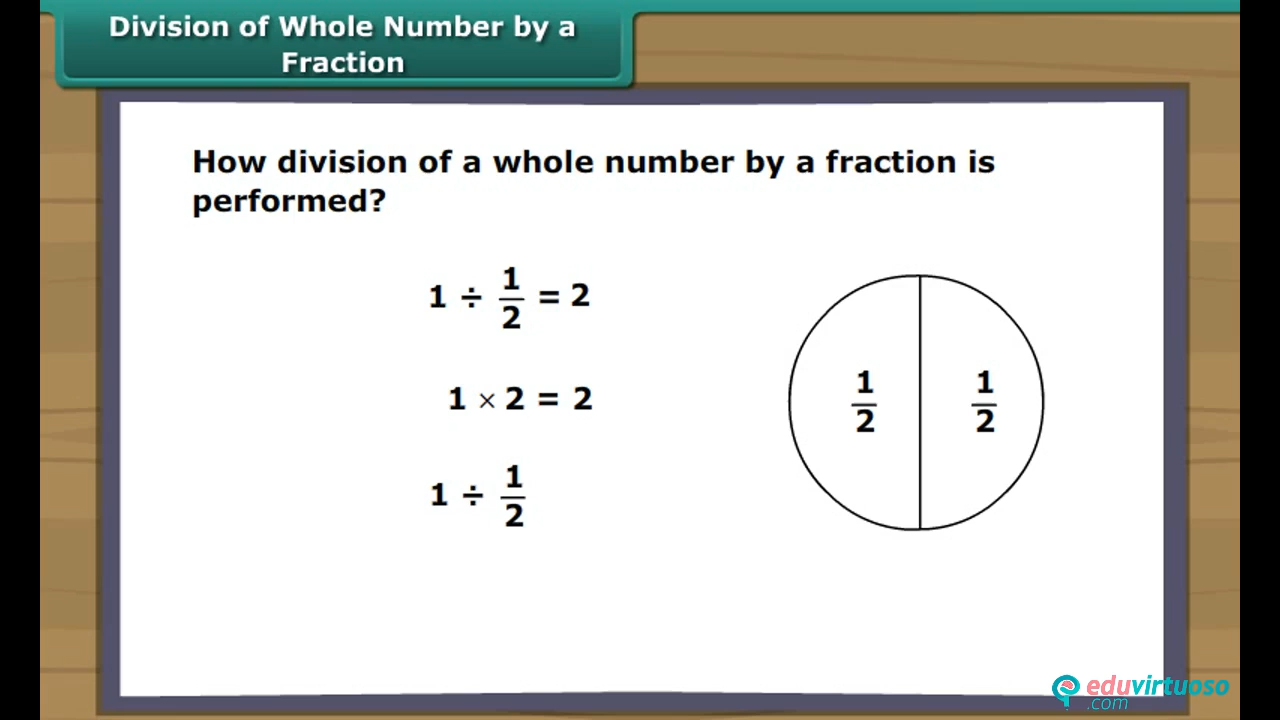 Division of Whole Number by a
Fraction
How division of a whole number by a fraction is
performed?
1 ÷ 1/2 = 2
1 × 2 = 2
1 ÷ 1/2
1/2 1/2
eduvirtuoso
.com